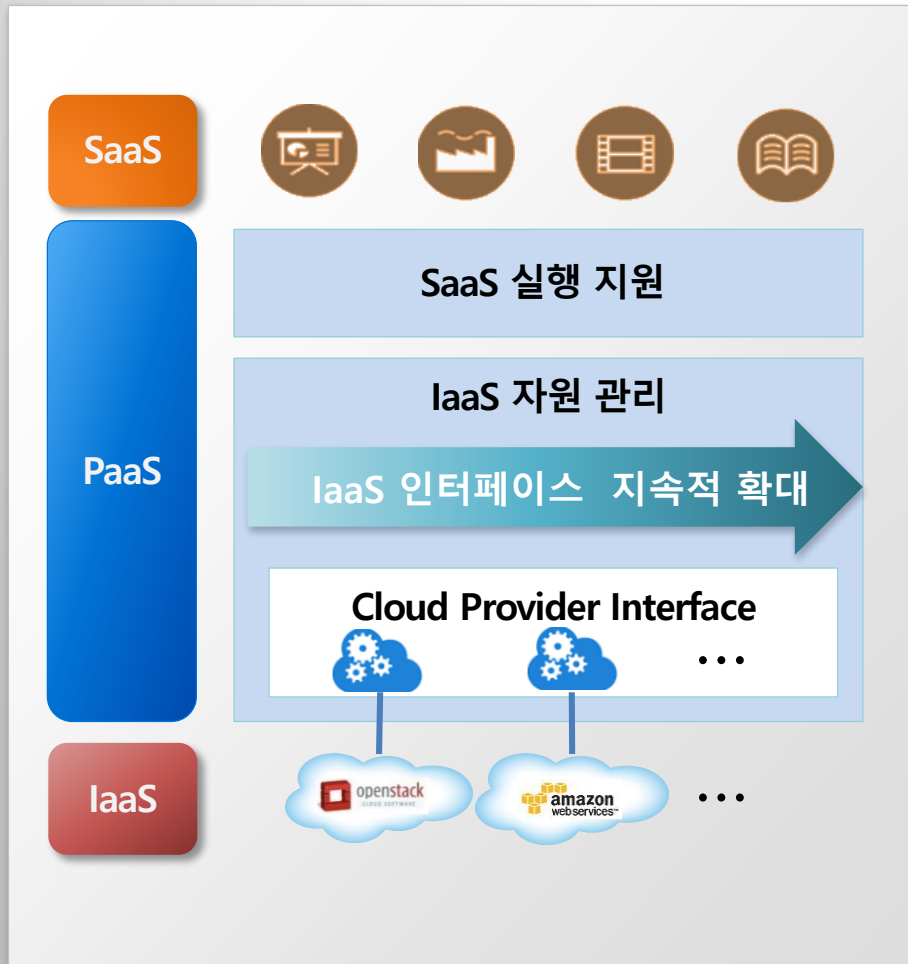 SaaS
SaaS 실행 지원
IaaS 자원 관리
PaaS
IaaS 인터페이스 지속적 확대
Cloud Provider Interface
...
IaaS
openstack
CLOUD SOFTWARE
amazon
webservices™
...